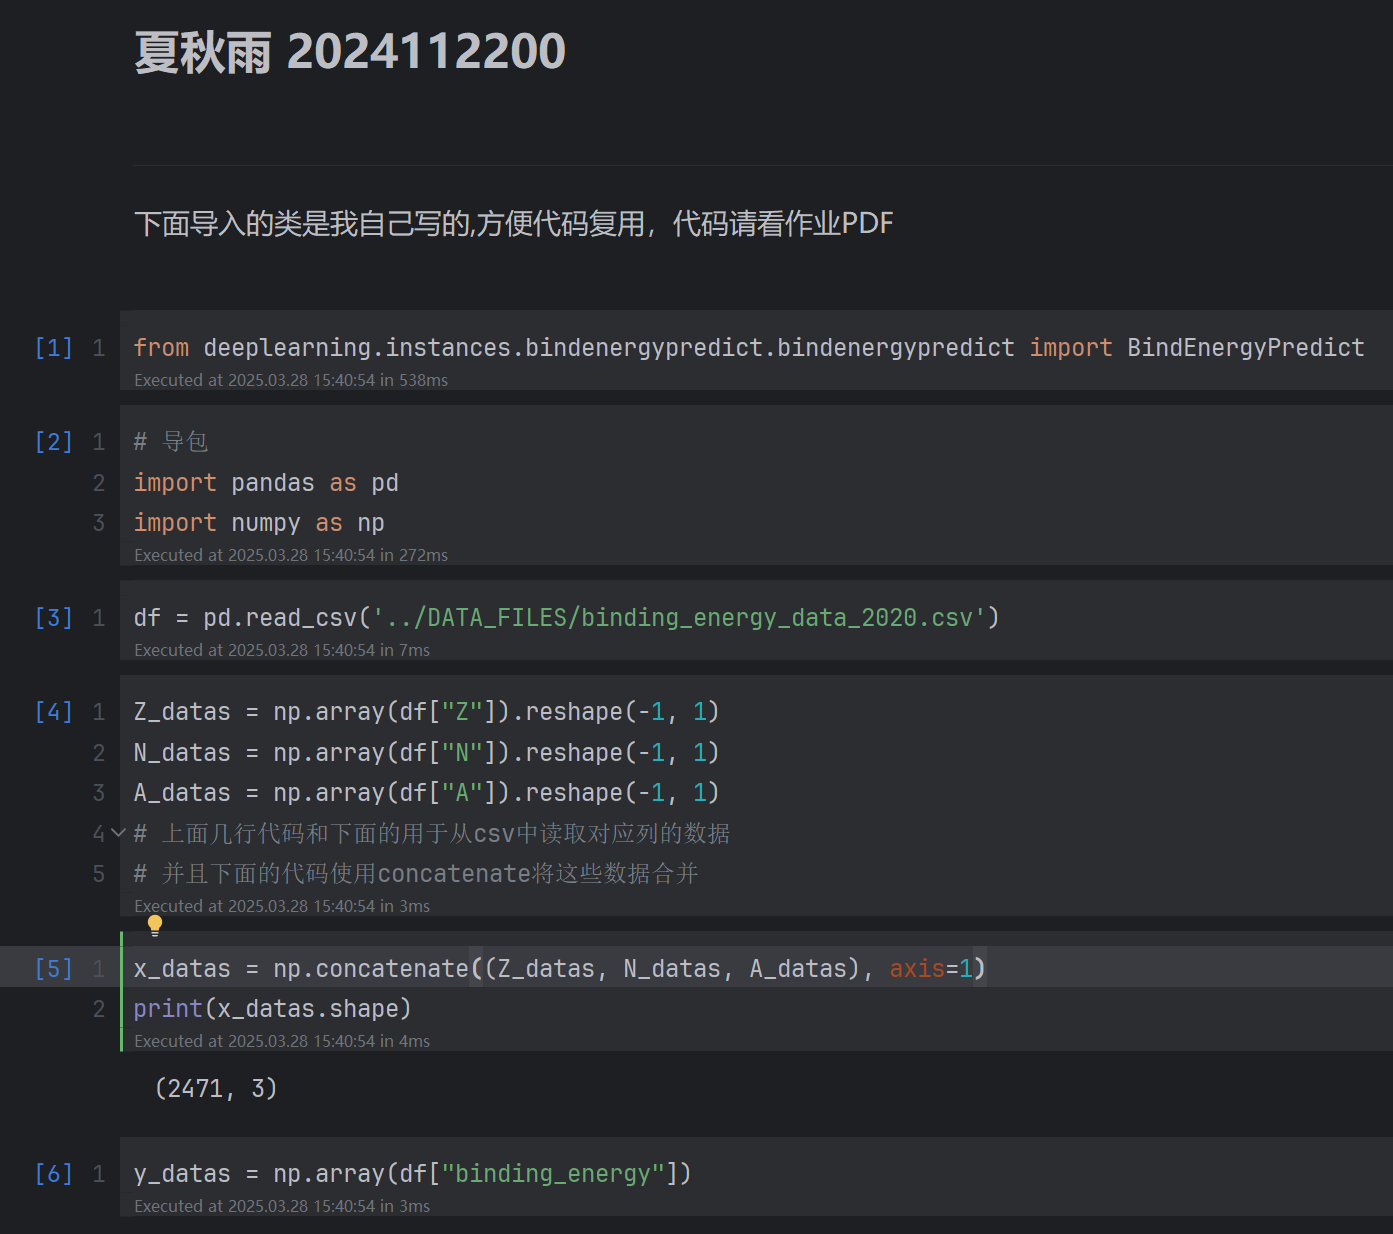 夏秋雨 2024112200
下面导入的类是我自己写的,方便代码复用，代码请看作业PDF
[1] 1 from deeplearning.instances.bindenergypredict.bindenergypredict import BindEnergyPredict
Executed at 2025.03.28 15:40:54 in 538ms
[2] 1 # 导包
2 import pandas as pd
3 import numpy as np
Executed at 2025.03.28 15:40:54 in 272ms
[3] 1 df = pd.read_csv('../DATA_FILES/binding_energy_data_2020.csv')
Executed at 2025.03.28 15:40:54 in 7ms
[4] 1 Z_datas = np.array(df["Z"]).reshape(-1, 1)
2 N_datas = np.array(df["N"]).reshape(-1, 1)
3 A_datas = np.array(df["A"]).reshape(-1, 1)
4 # 上面几行代码和下面的用于从csv中读取对应列的数据
5 # 并且下面的代码使用concatenate将这些数据合并
Executed at 2025.03.28 15:40:54 in 3ms
[5] 1 x_datas = np.concatenate((Z_datas, N_datas, A_datas), axis=1)
2 print(x_datas.shape)
Executed at 2025.03.28 15:40:54 in 4ms
(2471, 3)
[6] 1 y_datas = np.array(df["binding_energy"])
Executed at 2025.03.28 15:40:54 in 3ms